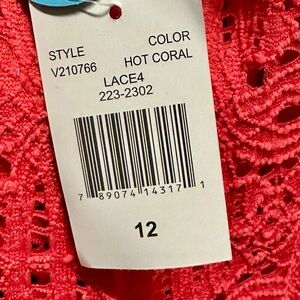 STYLE COLOR
V210766 HOT CORAL
LACE4
223-2302
7 89074 14317 1
12